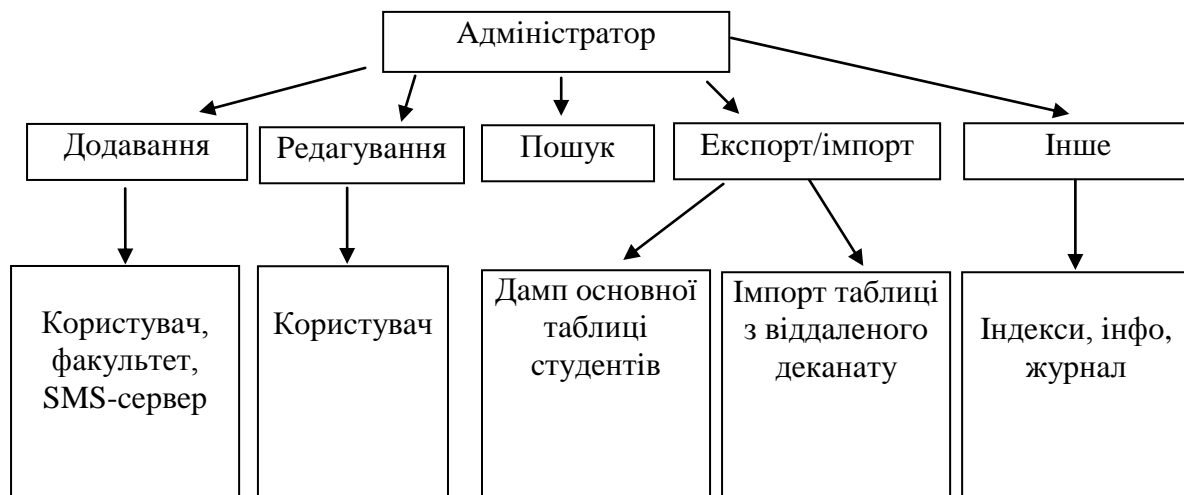 Адміністратор
Додавання
Редагування
Пошук
Експорт/імпорт
Інше
Користувач,
факультет,
SMS-сервер
Користувач
Дамп основної
таблиці
студентів
Імпорт таблиці
з віддаленого
деканату
Індекси, інфо,
журнал